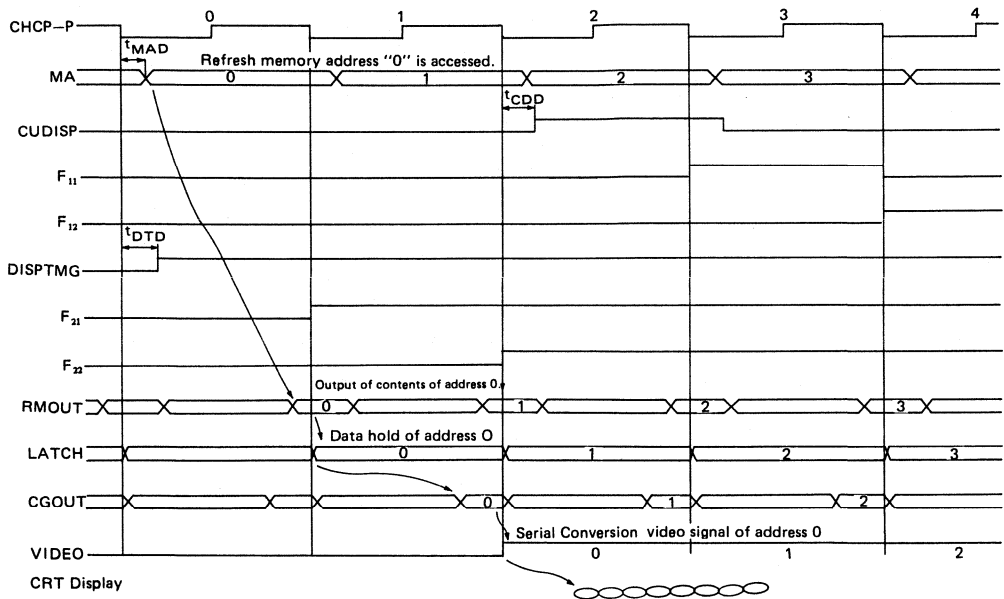 CHCP–P 0 1 2 3 4
tMAD
Refresh memory address "0" is accessed.
MA 0 1 2 3
tCDD
CUDISP
F11
F12
tDTD
DISPTMG
F21
F22
Output of contents of address 0.
RMOUT 0 1 2 3
Data hold of address O
LATCH 0 1 2 3
CGOUT 0 1 2
Serial Conversion video signal of address 0
VIDEO 0 1 2
CRT Display